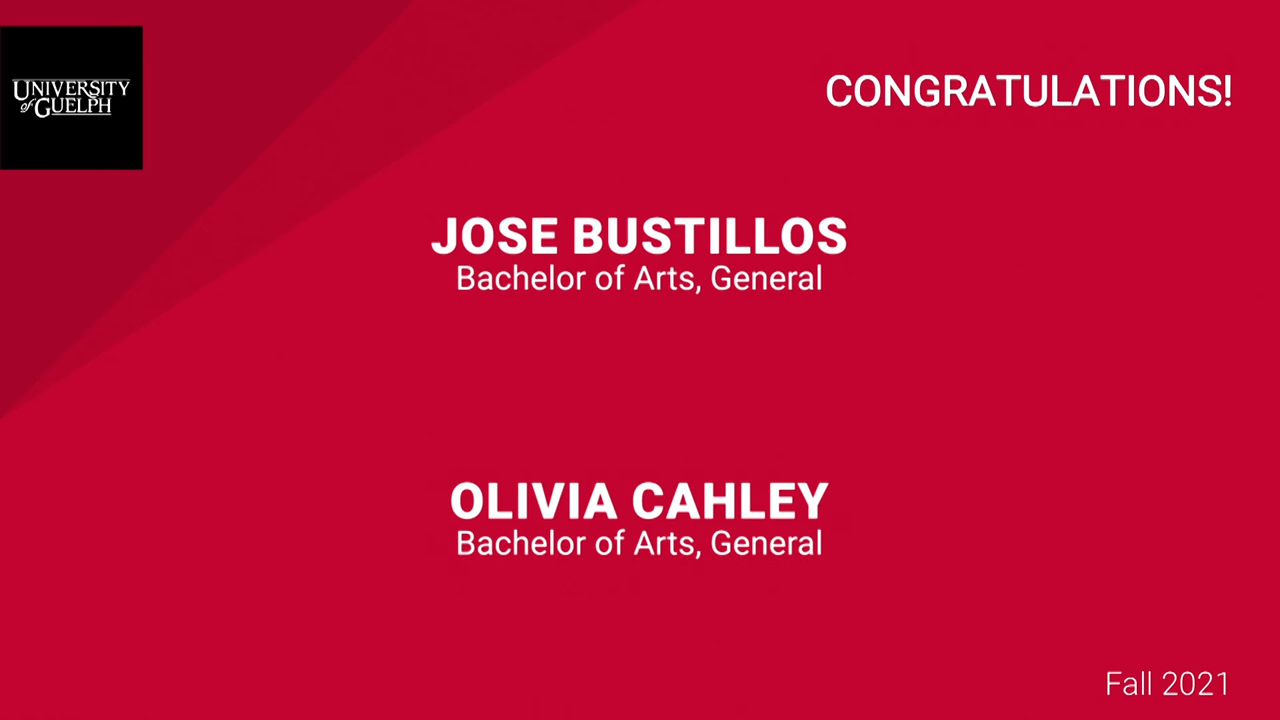 UNIVERSITY
of GUELPH
CONGRATULATIONS!
JOSE BUSTILLOS
Bachelor of Arts, General
OLIVIA CAHLEY
Bachelor of Arts, General
Fall 2021